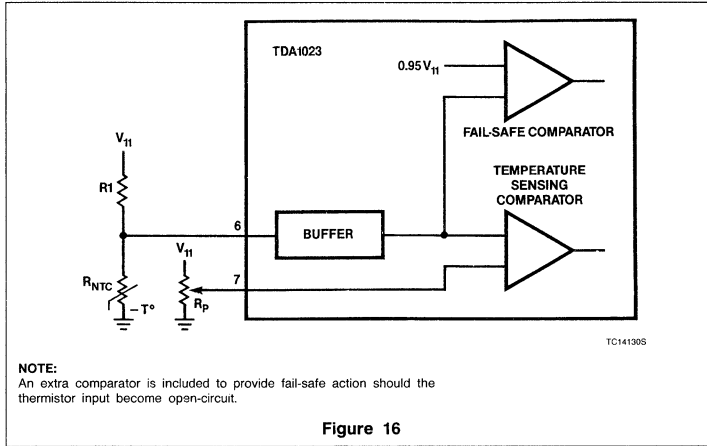 TDA1023
0.95V11
FAIL-SAFE COMPARATOR
V11
R1
TEMPERATURE
SENSING
COMPARATOR
6
BUFFER
V11
7
RNTC
RP
–T°
TC14130S
NOTE:
An extra comparator is included to provide fail-safe action should the
thermistor input become open-circuit.
Figure 16